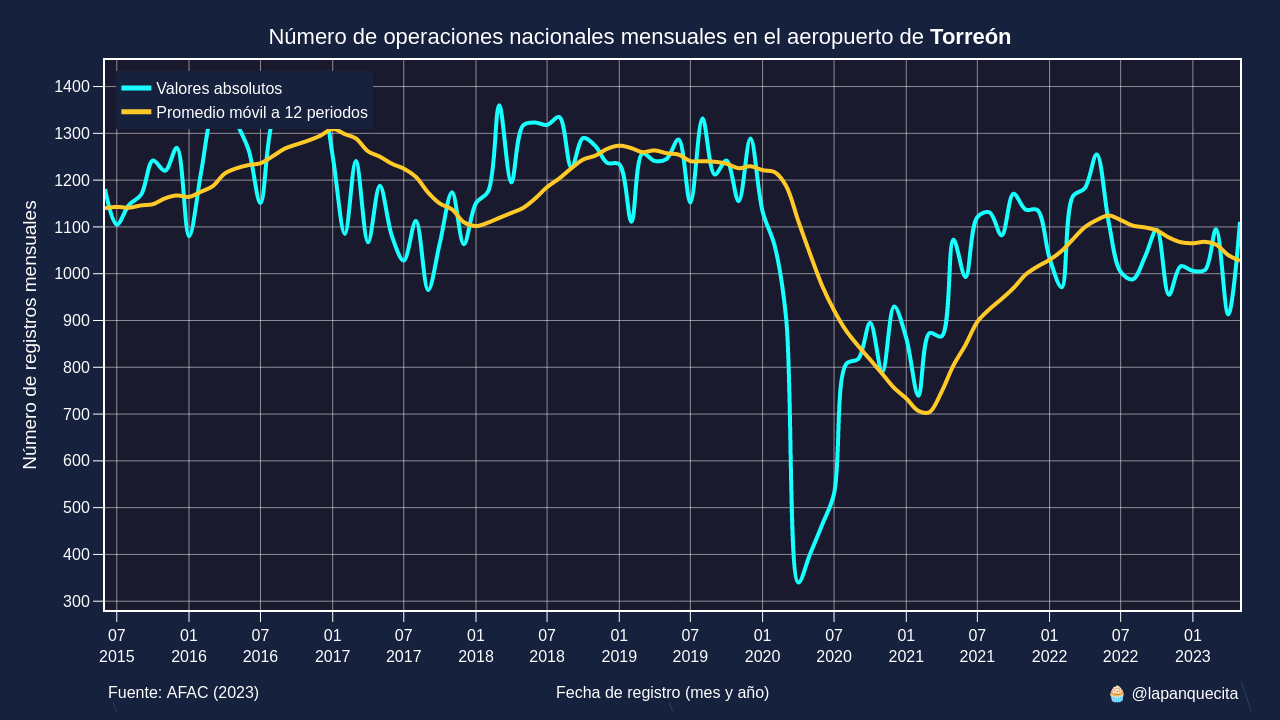 Número de operaciones nacionales mensuales en el aeropuerto de Torreón
Valores absolutos
Promedio móvil a 12 periodos
Número de registros mensuales
1400
1300
1200
1100
1000
900
800
700
600
500
400
300
07 01 07 01 07 01 07 01 07 01 07 01 07 01 07 01
2015 2016 2016 2017 2017 2018 2018 2019 2019 2020 2020 2021 2021 2022 2022 2023
Fuente: AFAC (2023) Fecha de registro (mes y año) 🧁 @lapanquecita